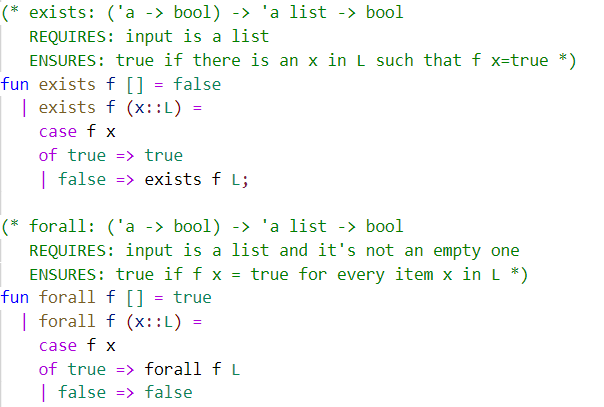 (* exists: ('a -> bool) -> 'a list -> bool
   REQUIRES: input is a list
   ENSURES: true if there is an x in L such that f x=true *)
fun exists f [] = false
  | exists f (x::L) =
    case f x
    of true => true
    | false => exists f L;

(* forall: ('a -> bool) -> 'a list -> bool
   REQUIRES: input is a list and it's not an empty one
   ENSURES: true if f x = true for every item x in L *)
fun forall f [] = true
  | forall f (x::L) =
    case f x
    of true => forall f L
    | false => false